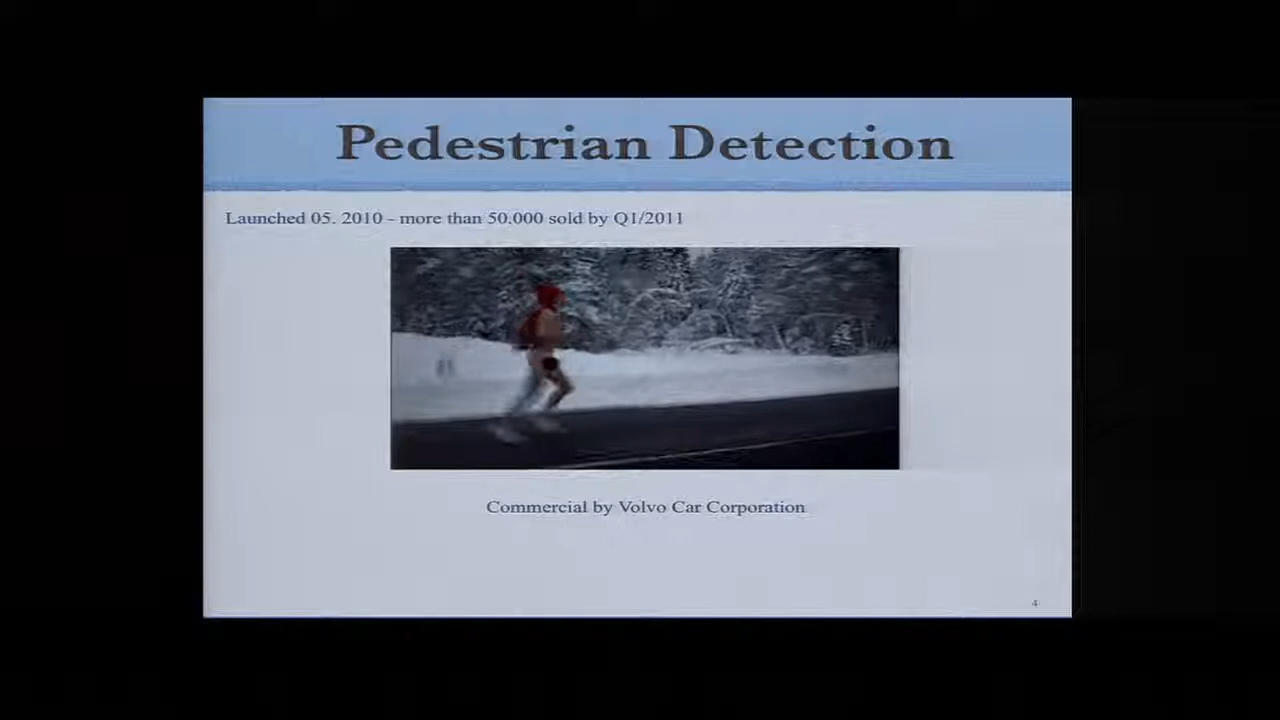 Pedestrian Detection
Launched 05. 2010 - more than 50.000 sold by Q1/2011
Commercial by Volvo Car Corporation
4